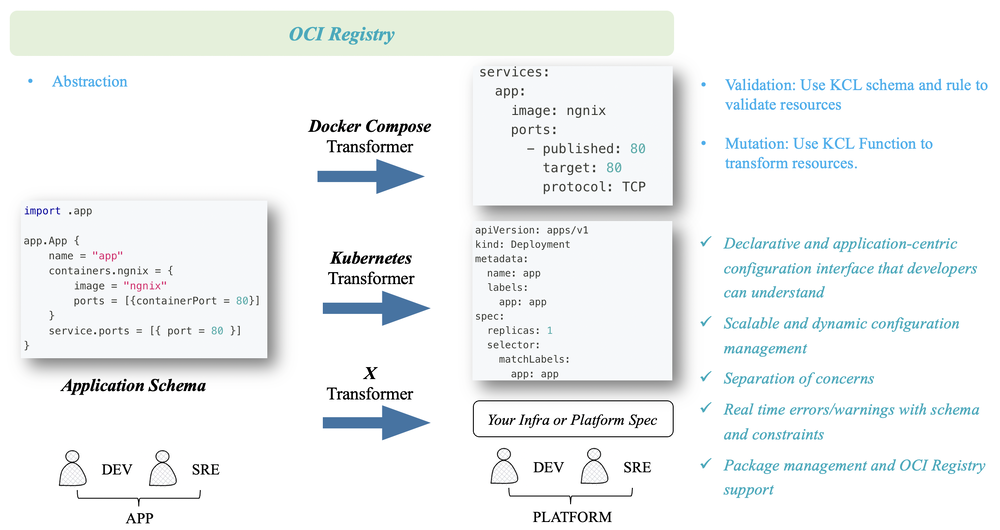 OCI Registry
• Abstraction
import .app
app.App {
name = "app"
containers.ngnix = {
image = "ngnix"
ports = [{containerPort = 80}]
}
service.ports = [{ port = 80 }]
}
Application Schema
DEV
SRE
APP
Docker Compose
Transformer
Kubernetes
Transformer
X
Transformer
services:
app:
image: ngnix
ports:
- published: 80
target: 80
protocol: TCP
apiVersion: apps/v1
kind: Deployment
metadata:
name: app
labels:
app: app
spec:
replicas: 1
selector:
matchLabels:
app: app
Your Infra or Platform Spec
DEV
SRE
PLATFORM
• Validation: Use KCL schema and rule to
validate resources
• Mutation: Use KCL Function to
transform resources.
✓ Declarative and application-centric
configuration interface that developers
can understand
✓ Scalable and dynamic configuration
management
✓ Separation of concerns
✓ Real time errors/warnings with schema
and constraints
✓ Package management and OCI Registry
support